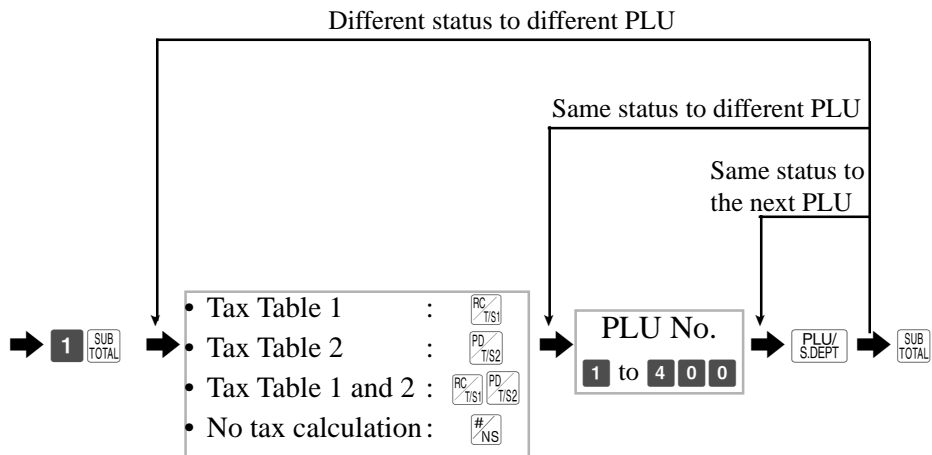 Different status to different PLU
Same status to different PLU
Same status to
the next PLU
1 SUB TOTAL
• Tax Table 1 : RC T/S1
• Tax Table 2 : PD T/S2
• Tax Table 1 and 2 : RC T/S1 PD T/S2
• No tax calculation : # NS
PLU No.
1 to 4 0 0
PLU/ S.DEPT
SUB TOTAL